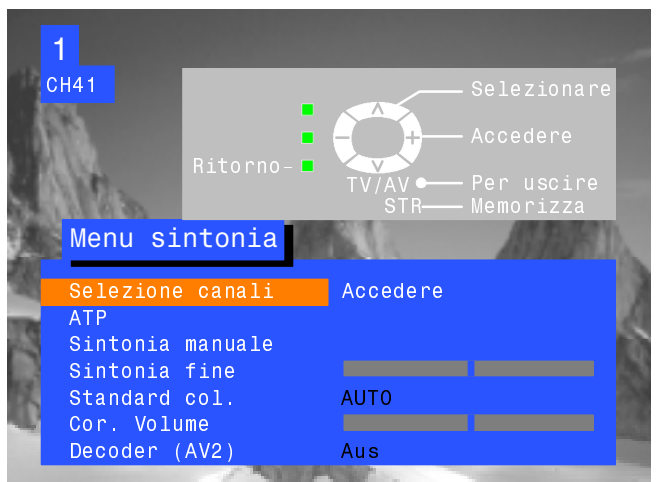 1
CH41
Selezionare
Accedere
Ritorno-
TV/AV Per uscire
STR Memorizza
Menu sintonia
Selezione canali Accedere
ATP
Sintonia manuale
Sintonia fine
Standard col. AUTO
Cor. Volume
Decoder (AV2) Aus